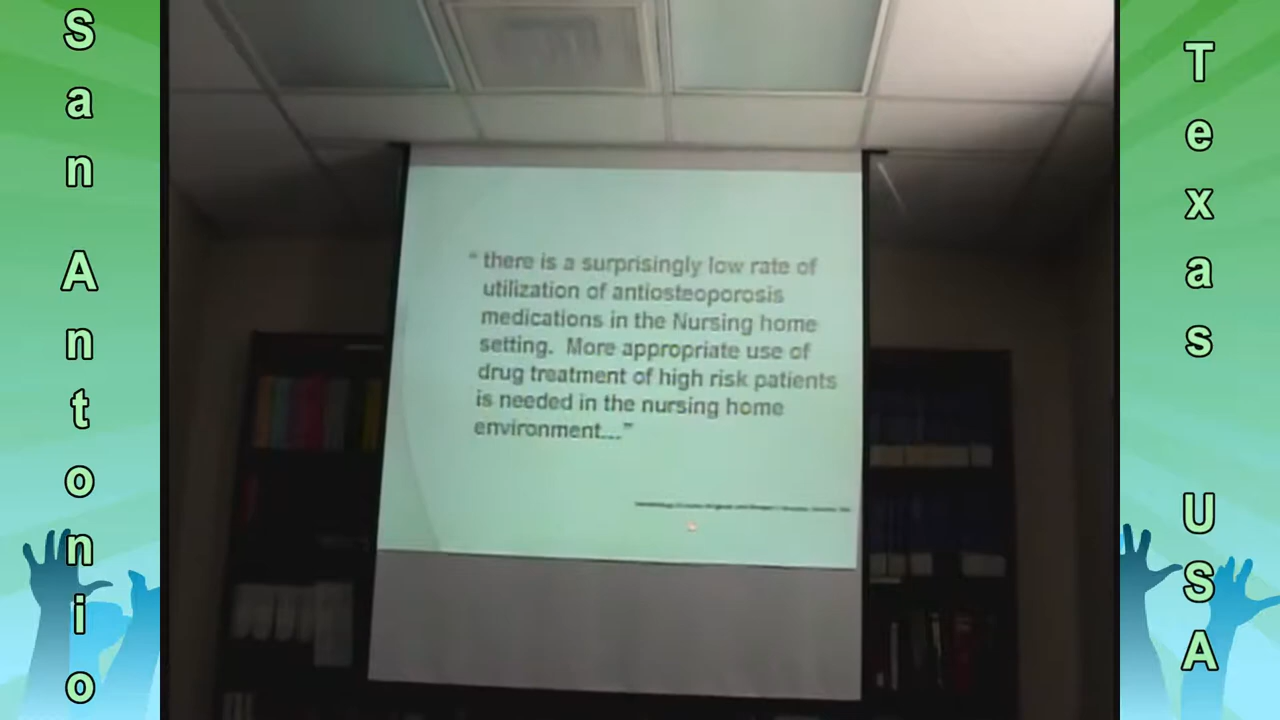 San Antonio
" there is a surprisingly low rate of
utilization of antiosteoporosis
medications in the Nursing home
setting. More appropriate use of
drug treatment of high risk patients
is needed in the nursing home
environment..."
Texas USA